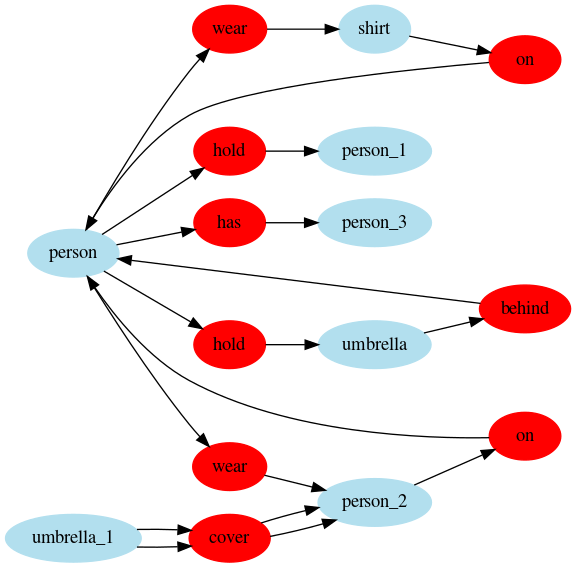 wear
shirt
on
hold
person_1
has
person_3
person
behind
hold
umbrella
on
wear
person_2
umbrella_1
cover